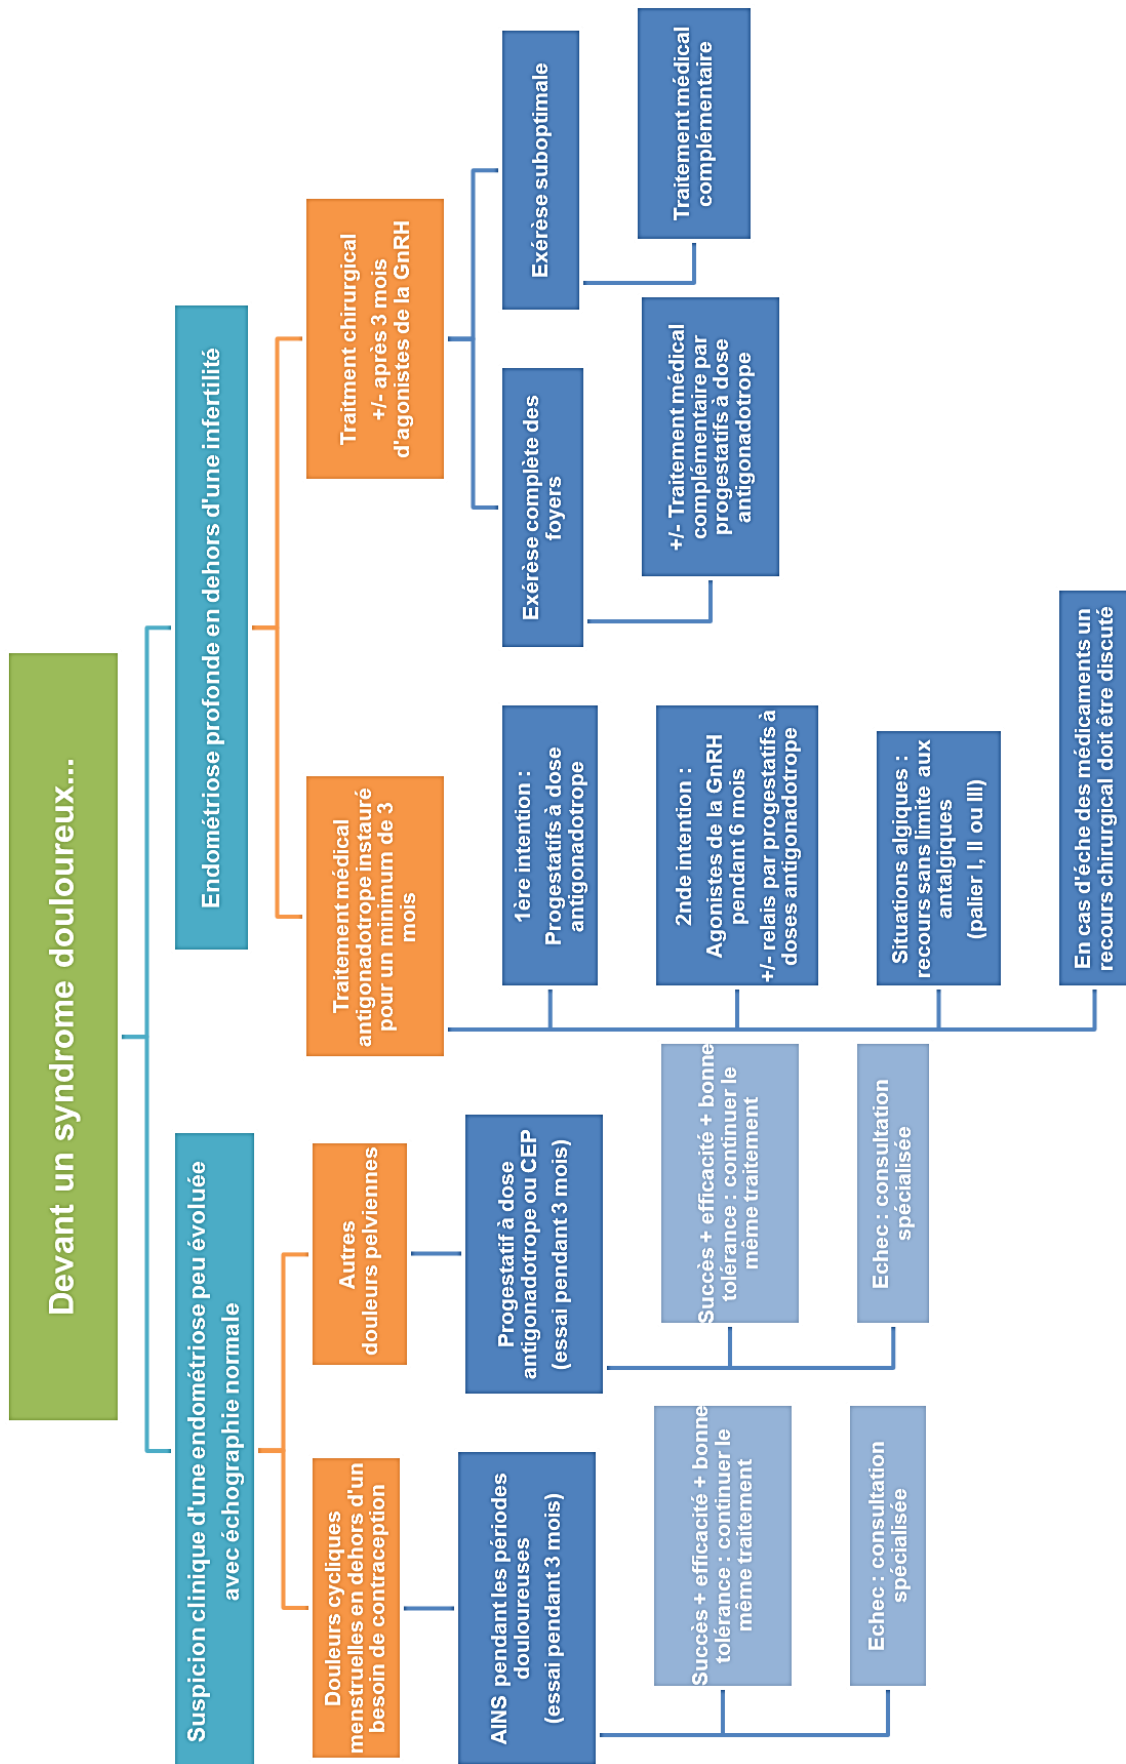 Devant un syndrome douloureux...
Suspicion clinique d'une endométriose peu évoluée
avec échographie normale
Douleurs cycliques
menstruelles en dehors d'un
besoin de contraception
AINS pendant les périodes
douloureuses
(essai pendant 3 mois)
Succès + efficacité + bonne
tolérance : continuer le
même traitement
Echec : consultation
spécialisée
Autres
douleurs pelviennes
Progestatif à dose
antigonadotrope ou CEP
(essai pendant 3 mois)
Succès + efficacité + bonne
tolérance : continuer le
même traitement
Echec : consultation
spécialisée
Endométriose profonde en dehors d'une infertilité
Traitement médical
antigonadotrope instauré
pour un minimum de 3
mois
1ère intention :
Progestatifs à dose
antigonadotrope
2nde intention :
Agonistes de la GnRH
pendant 6 mois
+/- relais par progestatifs à
doses antigonadotrope
Situations algiques :
recours sans limite aux
antalgiques
(palier I, II ou III)
En cas d'éche des médicaments un
recours chirurgical doit être discuté
Traitment chirurgical
+/- après 3 mois
d'agonistes de la GnRH
Exérèse complète des
foyers
+/- Traitement médical
complémentaire par
progestatifs à dose
antigonadotrope
Exérèse suboptimale
Traitement médical
complémentaire